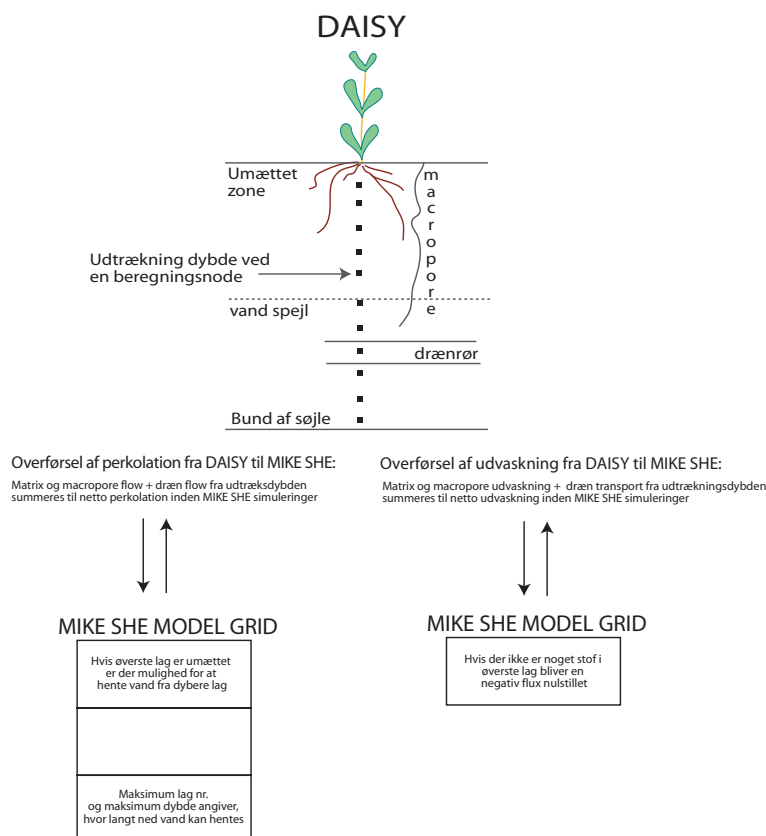 DAISY
Umættet
zone
macropore
Udtrækning dybde ved
en beregningsnode
vand spejl
drænrør
Bund af søjle
Overførsel af perkolation fra DAISY til MIKE SHE:
Matrix og macropore flow + dræn flow fra udtræksdybden
summeres til netto perkolation inden MIKE SHE simuleringer
MIKE SHE MODEL GRID
Hvis øverste lag er umættet
er der mulighed for at
hente vand fra dybere lag
Maksimum lag nr.
og maksimum dybde angiver,
hvor langt ned vand kan hentes
Overførsel af udvaskning fra DAISY til MIKE SHE:
Matrix og macropore udvaskning + dræn transport fra udtrækningsdybden
summeres til netto udvaskning inden MIKE SHE simuleringer
MIKE SHE MODEL GRID
Hvis der ikke er noget stof i
øverste lag bliver en
negativ flux nulstillet